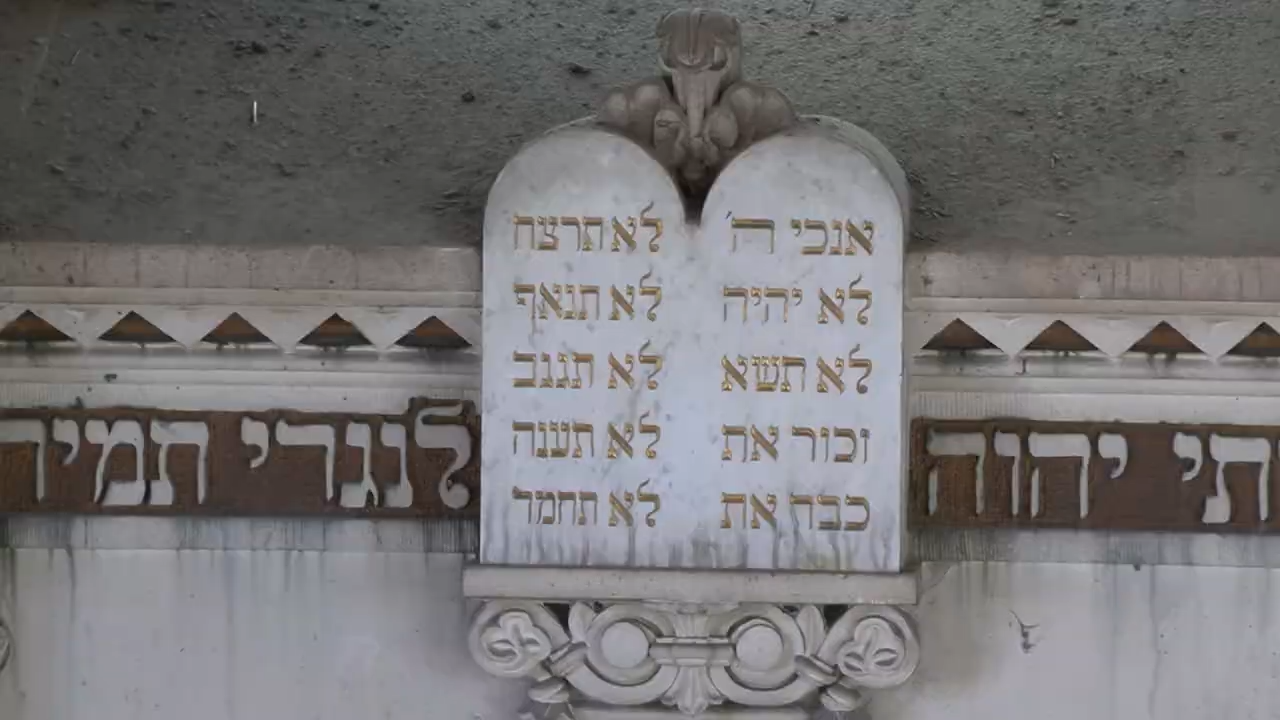 אנכי ה׳
לא יהיה
לא תשא
זכור את
כבד את
לא תרצח
לא תנאף
לא תגנב
לא תענה
לא תחמד
יהוה לנגדי תמיד